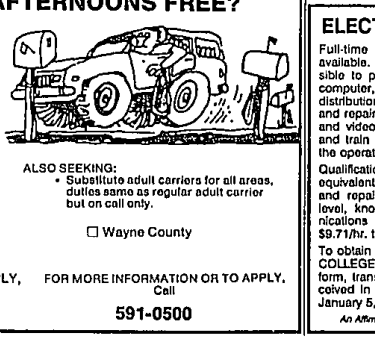 AFTERNOONS FREE?
ALSO SEEKING:
• Substitute adult carriers for all areas,
duties same as regular adult carrier
but on call only.
☐ Wayne County
PLY,
FOR MORE INFORMATION OR TO APPLY,
Call
591-0500
ELECT
Full-time
available.
sible to p
computer,
distribution
and repair
and video
and train
the operat
Qualificatio
equivalent
and repai
level, kno
nications
$9.71/hr. t
To obtain
COLLEGE
form, trans
ceived in
January 5,
An Affirm